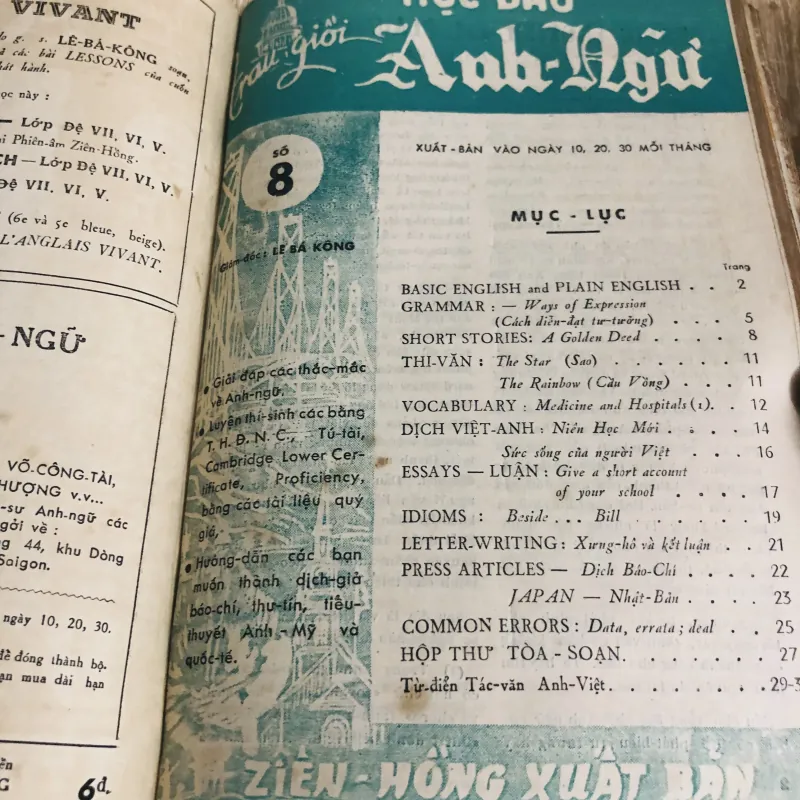 VIVANT
g. s. LÊ-BÁ-KÔNG soạn,
các bài LESSONS của cuốn
hát hành.
ọc này :
— Lớp Đệ VII, VI, V.
i Phiên-âm Ziên-Hồng.
CH — Lớp Đệ VII, VI, V.
Đệ VII. VI, V.
(6e và 5e bleue, beige).
L'ANGLAIS VIVANT.
- NGỮ
VÕ-CÔNG-TÀI,
HƯỢNG v.v...
-sư Anh-ngữ các
gởi về :
g 44, khu Dòng
Saigon.
ngày 10, 20, 30.
để đóng thành bộ.
ạn mua dài hạn
6đ.
HỌC BÁO
Anh-Ngữ
trau giồi
SỐ
8
Giám-đốc : LÊ BÁ KÔNG
• Giải đáp các thắc-mắc
về Anh-ngữ.
• Luyện thí-sinh các bằng
T. H. Đ. N. C., Tú-tài,
Cambridge Lower Cer-
tificate, Proficiency,
bằng các tài liệu quý
giá,.
• Hướng-dẫn các bạn
muốn thành dịch-giả
báo-chí, thư-tín, tiểu-
thuyết Anh - Mỹ và
quốc-tế.
XUẤT - BẢN VÀO NGÀY 10, 20, 30 MỖI THÁNG
MỤC - LỤC
Trang
BASIC ENGLISH and PLAIN ENGLISH . . 2
GRAMMAR : — Ways of Expression
(Cách diễn-đạt tư-tưởng) . . . 5
SHORT STORIES: A Golden Deed . . . . 8
THI-VĂN : The Star (Sao) . . . . 11
The Rainbow (Cầu Vồng) . . . 11
VOCABULARY : Medicine and Hospitals (1). . 12
DỊCH VIỆT-ANH : Niên Học Mới . . . 14
Sức sống của người Việt . . . 16
ESSAYS — LUẬN : Give a short account
of your school . . . . 17
IDIOMS : Beside ... Bill . . . . 19
LETTER-WRITING : Xưng-hô và kết luận . . 21
PRESS ARTICLES — Dịch Báo-Chí . . . 22
JAPAN — Nhật-Bản . . . . 23
COMMON ERRORS : Data, errata ; deal . . 25
HỘP THƯ TÒA - SOẠN. . . . . . 27
Từ-điển Tác-văn Anh-Việt. . . . . . . 29-3
ZIÊN - HỒNG XUẤT BẢN